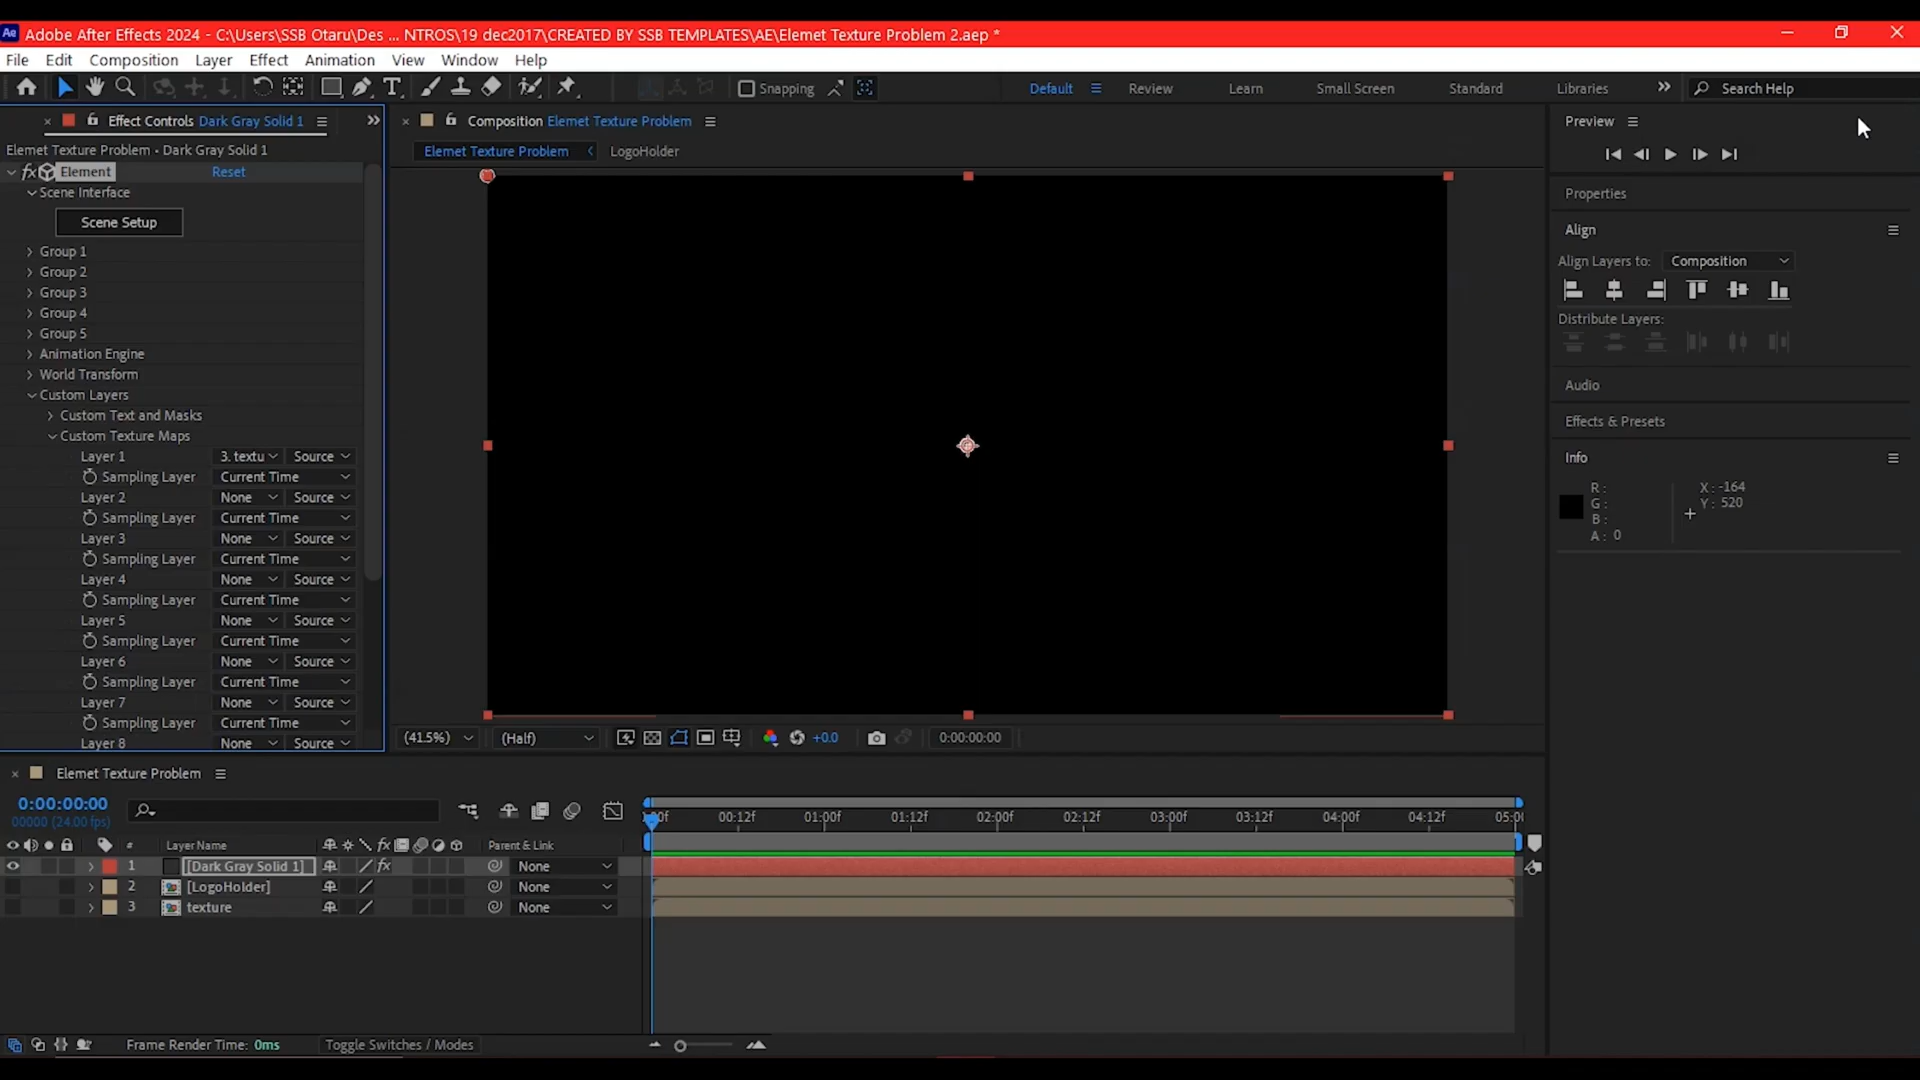 Ae Adobe After Effects 2024 - C:\Users\SSB Otaru\Des ... NTROS\19 dec2017\CREATED BY SSB TEMPLATES\AE\Elemet Texture Problem 2.aep *
File Edit Composition Layer Effect Animation View Window Help
Snapping Default Review Learn Small Screen Standard Libraries Search Help
Effect Controls Dark Gray Solid 1
Elemet Texture Problem • Dark Gray Solid 1
fx Element Reset
Scene Interface
Scene Setup
Group 1
Group 2
Group 3
Group 4
Group 5
Animation Engine
World Transform
Custom Layers
Custom Text and Masks
Custom Texture Maps
Layer 1 3. textu Source
Sampling Layer Current Time
Layer 2 None Source
Sampling Layer Current Time
Layer 3 None Source
Sampling Layer Current Time
Layer 4 None Source
Sampling Layer Current Time
Layer 5 None Source
Sampling Layer Current Time
Layer 6 None Source
Sampling Layer Current Time
Layer 7 None Source
Sampling Layer Current Time
Layer 8 None Source
Composition Elemet Texture Problem
Elemet Texture Problem LogoHolder
(41.5%) (Half) +0.0 0:00:00:00
Preview
Properties
Align
Align Layers to: Composition
Distribute Layers:
Audio
Effects & Presets
Info
R : X : -164
G : Y : 520
B :
A : 0
Elemet Texture Problem
0:00:00:00
00000 (24.00 fps)
00:12f 01:00f 01:12f 02:00f 02:12f 03:00f 03:12f 04:00f 04:12f
# Layer Name fx Parent & Link
1 [Dark Gray Solid 1] fx None
2 [LogoHolder] None
3 texture None
Frame Render Time: 0ms Toggle Switches / Modes